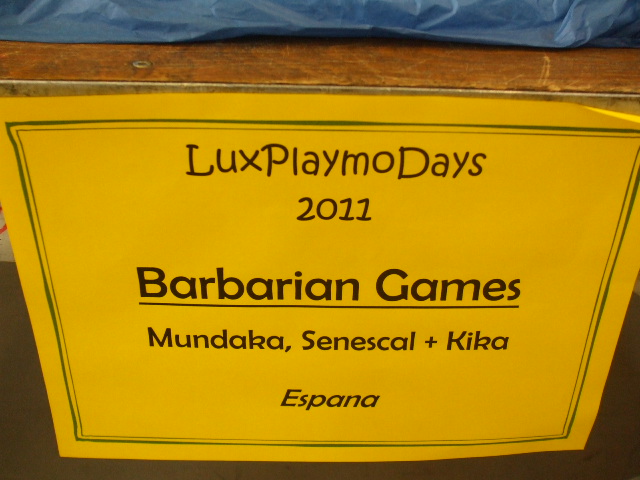 LuxPlaymoDays
2011
Barbarian Games
Mundaka, Senescal + Kika
Espana